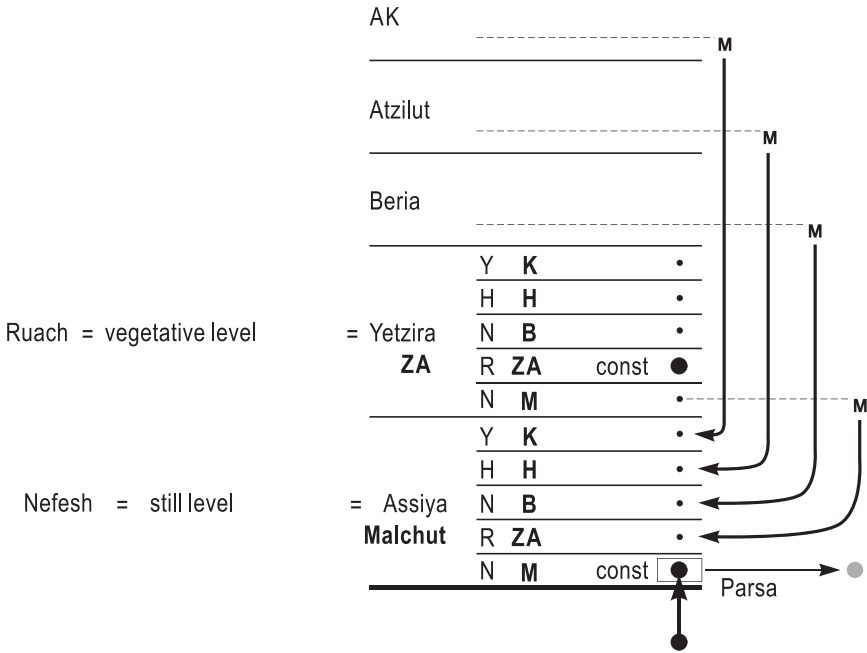 AK
M
Atzilut
M
Beria
M
Y K
H H
Ruach = vegetative level = Yetzira N B
ZA R ZA const
N M
M
Y K
H H
Nefesh = still level = Assiya N B
Malchut R ZA
N M const
Parsa